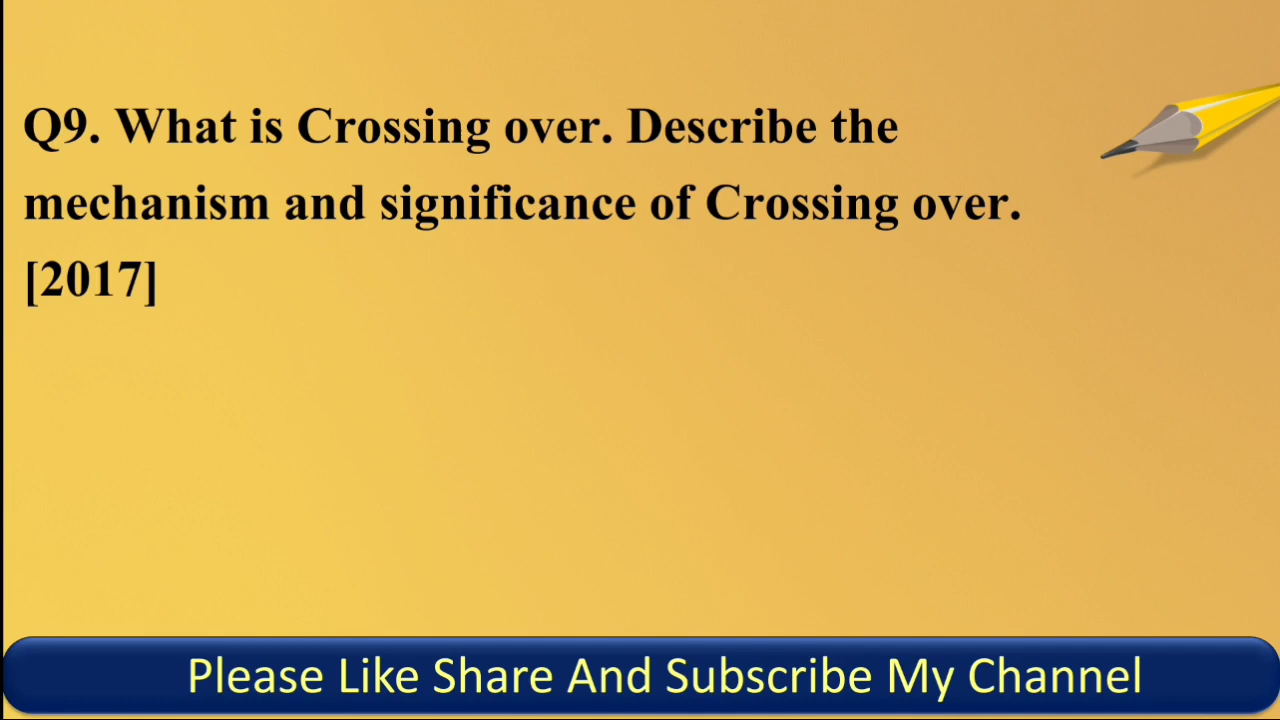 Q9. What is Crossing over. Describe the
mechanism and significance of Crossing over.
[2017]
Please Like Share And Subscribe My Channel